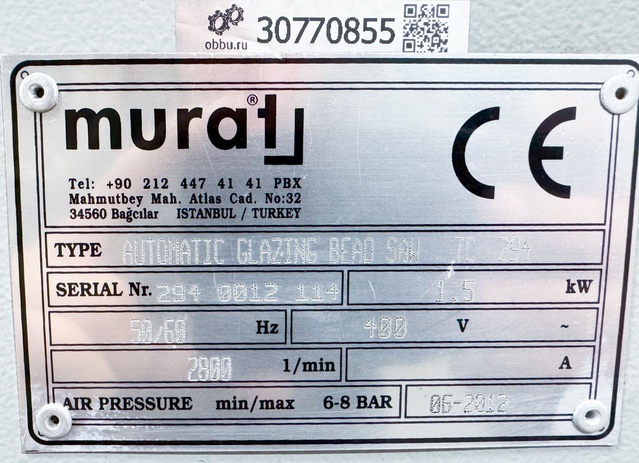 obbu.ru 30770855
murat®
CE
Tel: +90 212 447 41 41 PBX
Mahmutbey Mah. Atlas Cad. No:32
34560 Bağcılar ISTANBUL / TURKEY
TYPE AUTOMATIC GLAZING BEAD SAW TC 294
SERIAL Nr. 294 0012 114 1.5 kW
50/60 Hz 400 V ~
2800 1/min A
AIR PRESSURE min/max 6-8 BAR 06-2012